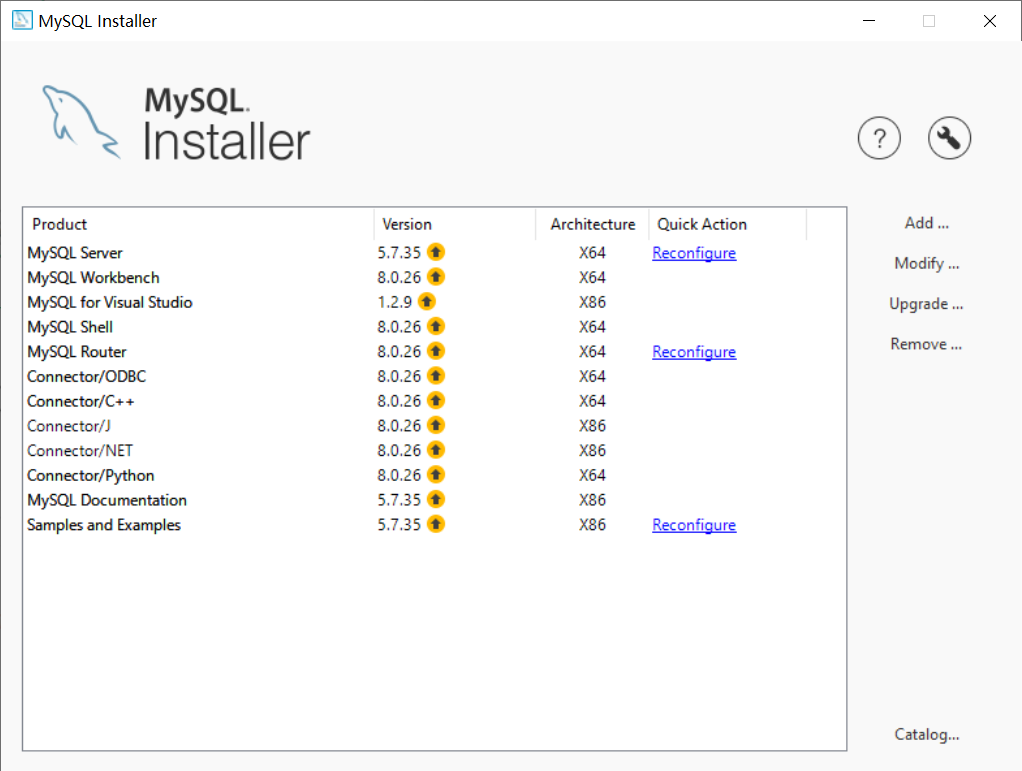 MySQL Installer
MySQL.
Installer
?
Product Version Architecture Quick Action
MySQL Server 5.7.35 X64 Reconfigure
MySQL Workbench 8.0.26 X64
MySQL for Visual Studio 1.2.9 X86
MySQL Shell 8.0.26 X64
MySQL Router 8.0.26 X64 Reconfigure
Connector/ODBC 8.0.26 X64
Connector/C++ 8.0.26 X64
Connector/J 8.0.26 X86
Connector/NET 8.0.26 X86
Connector/Python 8.0.26 X64
MySQL Documentation 5.7.35 X86
Samples and Examples 5.7.35 X86 Reconfigure
Add ...
Modify ...
Upgrade ...
Remove ...
Catalog...